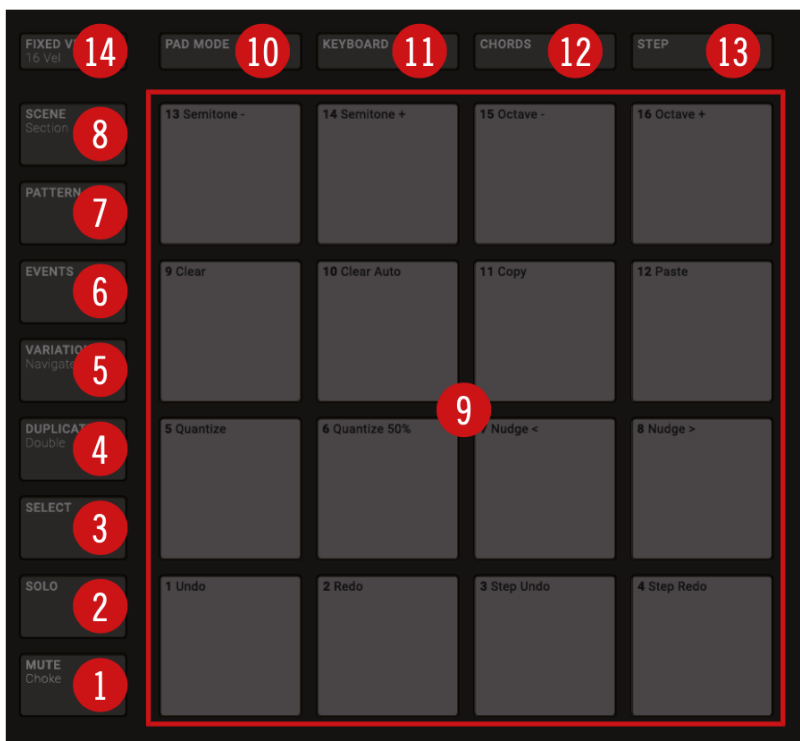 FIXED V
16 Vel
14
PAD MODE
10
KEYBOARD
11
CHORDS
12
STEP
13
SCENE
Section
8
PATTERN
7
EVENTS
6
VARIATIO
Navigate
5
DUPLICAT
Double
4
SELECT
3
SOLO
2
MUTE
Choke
1
13 Semitone -
14 Semitone +
15 Octave -
16 Octave +
9 Clear
10 Clear Auto
11 Copy
12 Paste
9
5 Quantize
6 Quantize 50%
7 Nudge <
8 Nudge >
1 Undo
2 Redo
3 Step Undo
4 Step Redo